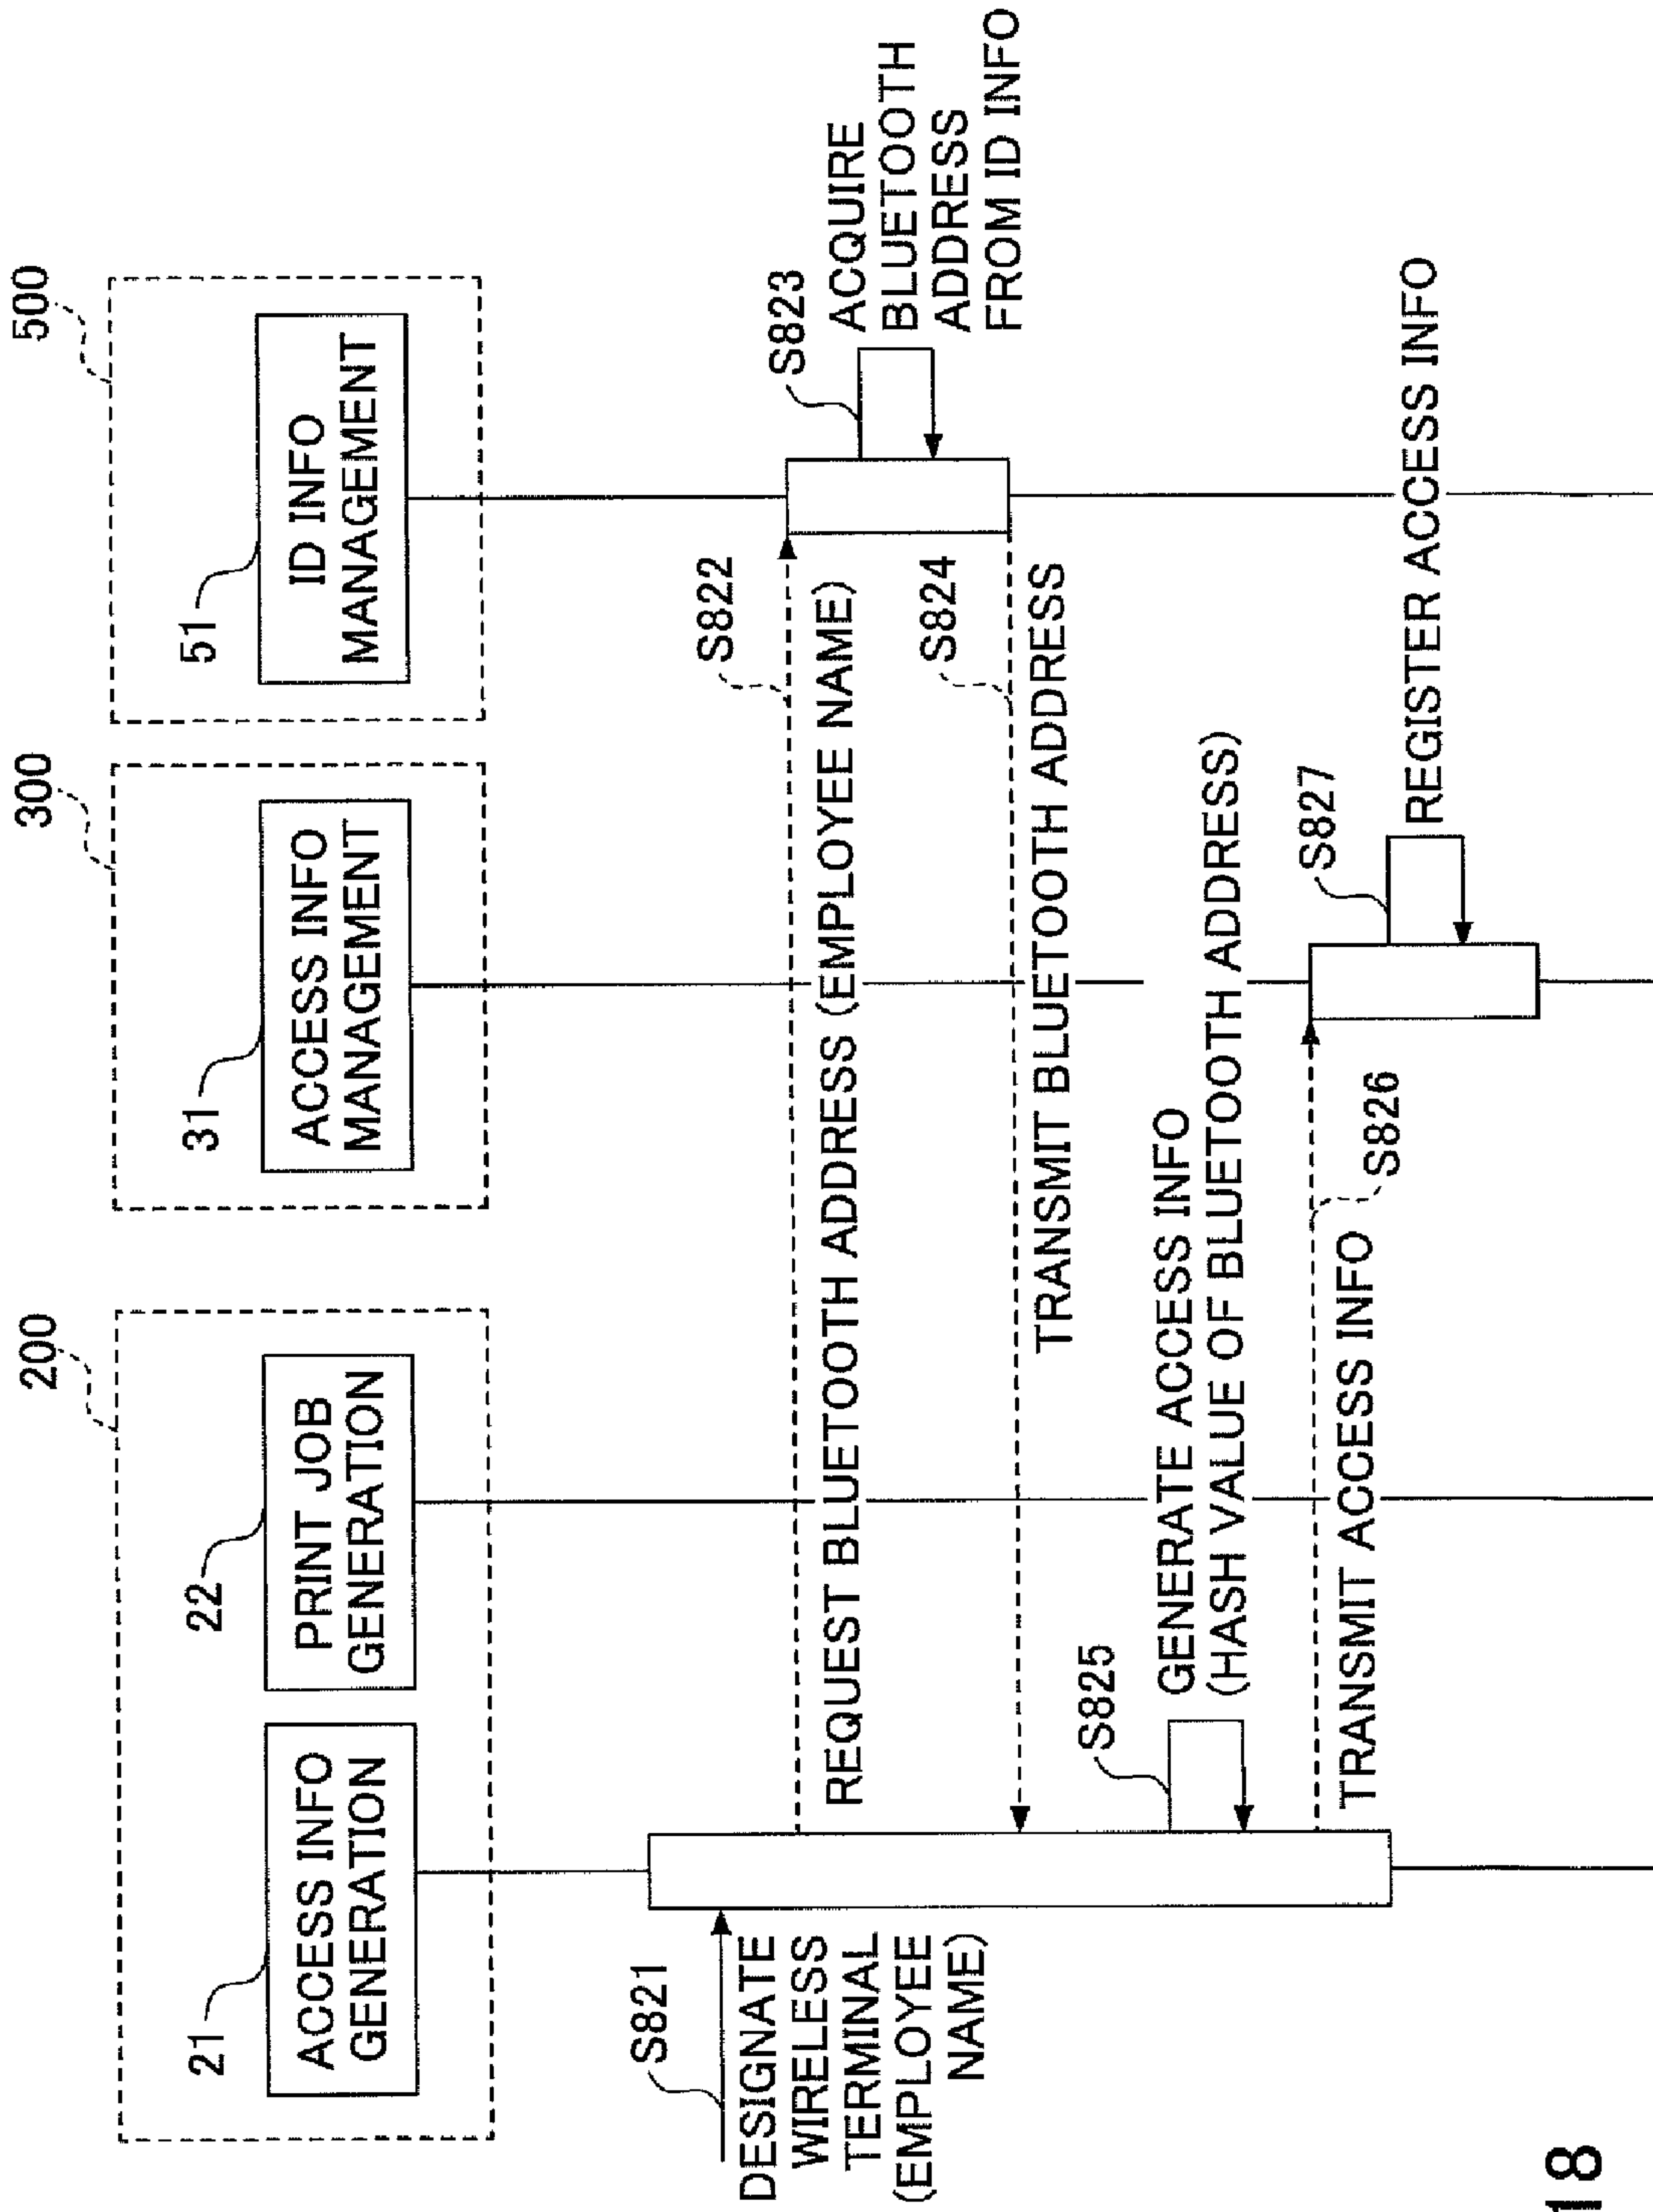 200
300
500
21
22
31
51
ACCESS INFO
GENERATION
PRINT JOB
GENERATION
ACCESS INFO
MANAGEMENT
ID INFO
MANAGEMENT
S821
DESIGNATE
WIRELESS
TERMINAL
(EMPLOYEE
NAME)
S822
REQUEST BLUETOOTH ADDRESS (EMPLOYEE NAME)
S823
ACQUIRE
BLUETOOTH
ADDRESS
FROM ID INFO
S824
TRANSMIT BLUETOOTH ADDRESS
S825
GENERATE ACCESS INFO
(HASH VALUE OF BLUETOOTH ADDRESS)
TRANSMIT ACCESS INFO
S826
S827
REGISTER ACCESS INFO
18